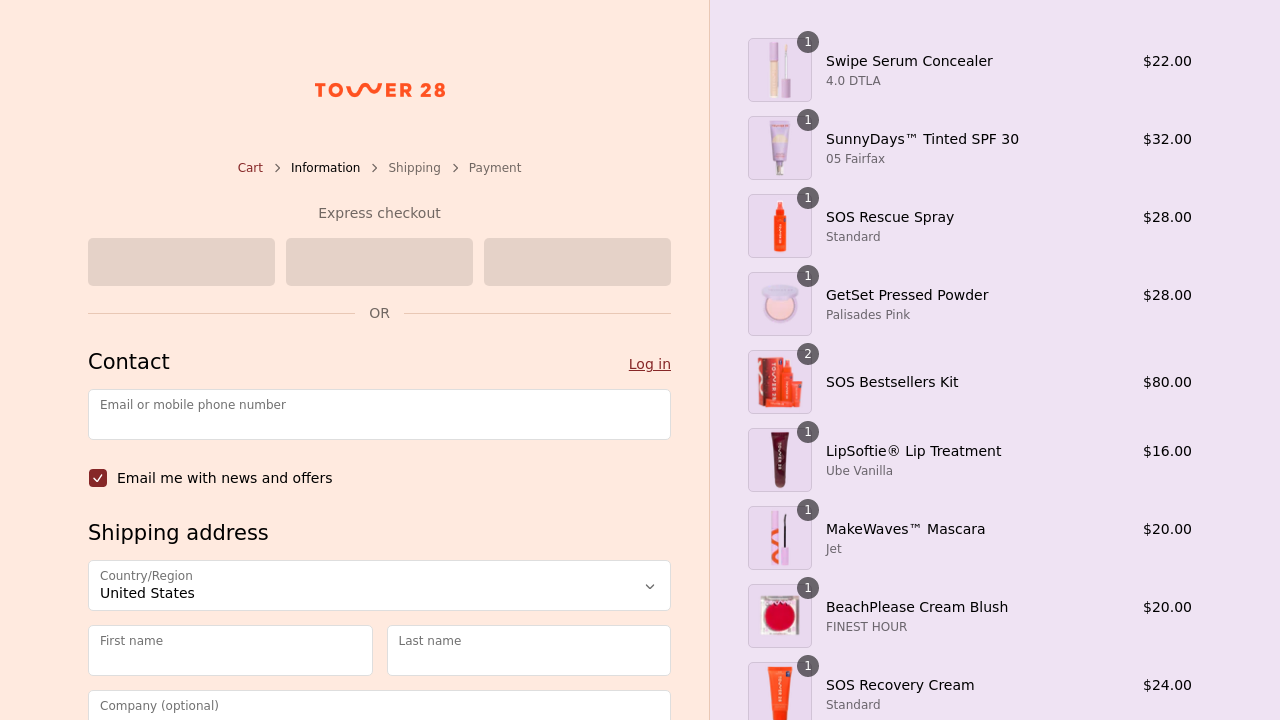 TOWER 28
Cart
Information
Shipping
Payment
Express checkout
OR
Contact
Log in
Email or mobile phone number
Email me with news and offers
Shipping address
Country/Region
United States
First name
Last name
Company (optional)
1
Swipe Serum Concealer
4.0 DTLA
$22.00
1
SunnyDays™ Tinted SPF 30
05 Fairfax
$32.00
1
SOS Rescue Spray
Standard
$28.00
1
GetSet Pressed Powder
Palisades Pink
$28.00
2
SOS Bestsellers Kit
$80.00
1
LipSoftie® Lip Treatment
Ube Vanilla
$16.00
1
MakeWaves™ Mascara
Jet
$20.00
1
BeachPlease Cream Blush
FINEST HOUR
$20.00
1
SOS Recovery Cream
Standard
$24.00